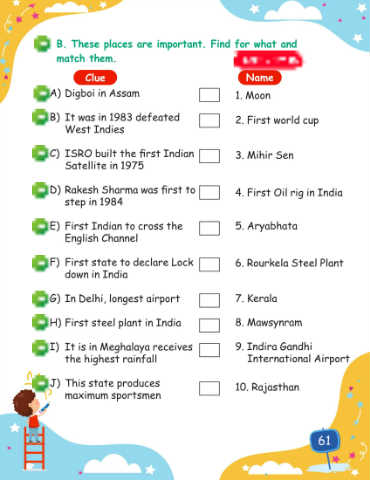 B. These places are important. Find for what and
match them.
Clue
Name
A) Digboi in Assam
1. Moon
B) It was in 1983 defeated
West Indies
2. First world cup
C) ISRO built the first Indian
Satellite in 1975
3. Mihir Sen
D) Rakesh Sharma was first to
step in 1984
4. First Oil rig in India
E) First Indian to cross the
English Channel
5. Aryabhata
F) First state to declare Lock
down in India
6. Rourkela Steel Plant
G) In Delhi, longest airport
7. Kerala
H) First steel plant in India
8. Mawsynram
I) It is in Meghalaya receives
the highest rainfall
9. Indira Gandhi
International Airport
J) This state produces
maximum sportsmen
10. Rajasthan
61